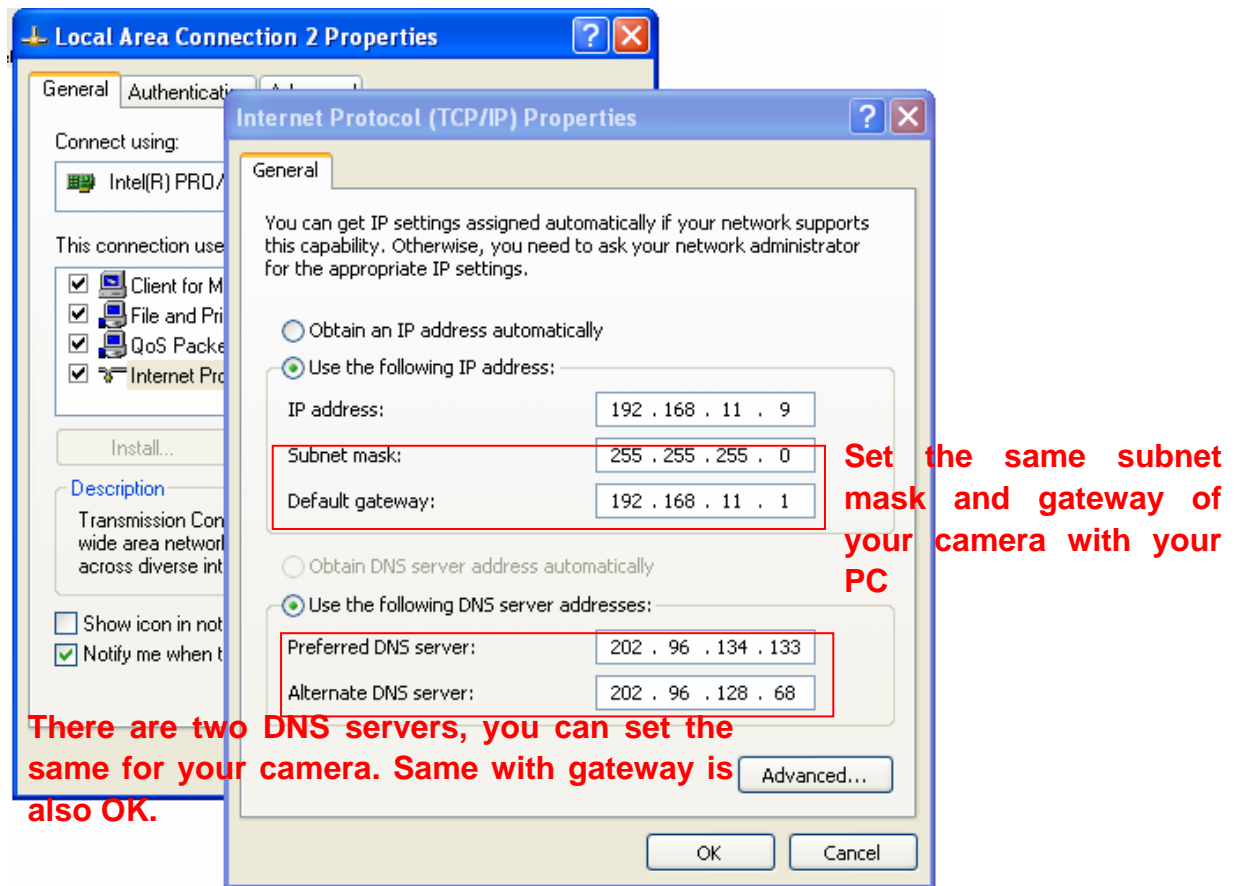 Local Area Connection 2 Properties
General Authenticati
Connect using:
Intel(R) PRO/
This connection use
Client for M
File and Pri
QoS Packe
Internet Pro
Install...
Description
Transmission Con
wide area networl
across diverse int
Show icon in not
Notify me when t
Internet Protocol (TCP/IP) Properties
General
You can get IP settings assigned automatically if your network supports
this capability. Otherwise, you need to ask your network administrator
for the appropriate IP settings.
Obtain an IP address automatically
Use the following IP address:
IP address: 192 . 168 . 11 . 9
Subnet mask: 255 . 255 . 255 . 0
Default gateway: 192 . 168 . 11 . 1
Obtain DNS server address automatically
Use the following DNS server addresses:
Preferred DNS server: 202 . 96 . 134 . 133
Alternate DNS server: 202 . 96 . 128 . 68
Advanced...
OK Cancel
Set the same subnet
mask and gateway of
your camera with your
PC
There are two DNS servers, you can set the
same for your camera. Same with gateway is
also OK.